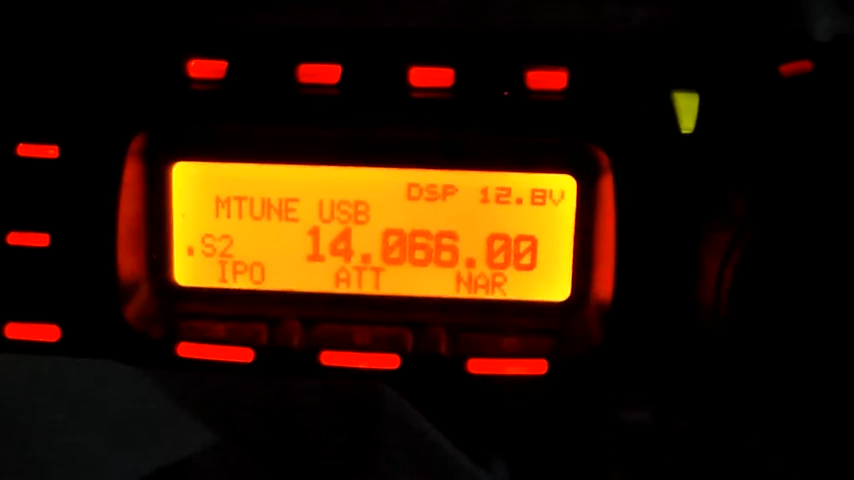 DSP 12.8V
MTUNE USB
.S2 14.066.00
IPO ATT NAR